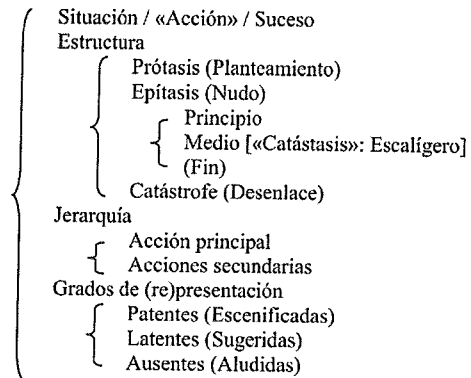 Situación / «Acción» / Suceso
Estructura
Prótasis (Planteamiento)
Epítasis (Nudo)
Principio
Medio [«Catástasis»: Escalígero]
(Fin)
Catástrofe (Desenlace)
Jerarquía
Acción principal
Acciones secundarias
Grados de (re)presentación
Patentes (Escenificadas)
Latentes (Sugeridas)
Ausentes (Aludidas)